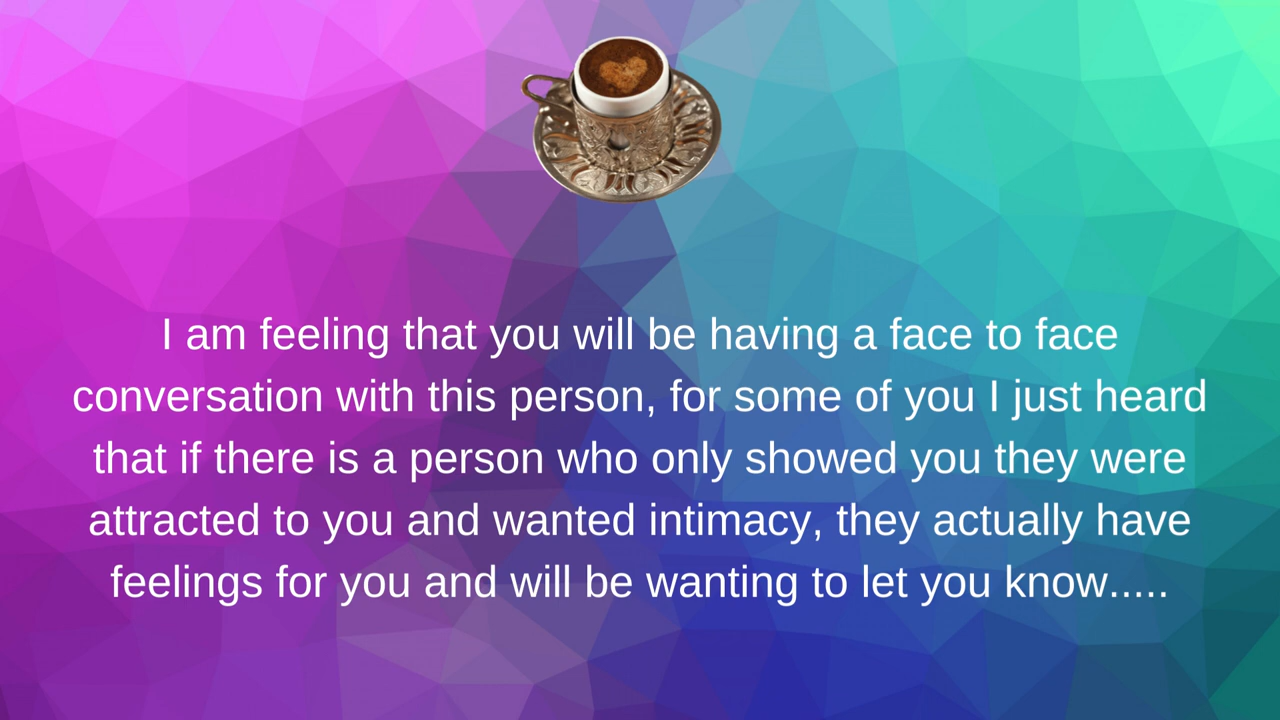 I am feeling that you will be having a face to face
conversation with this person, for some of you I just heard
that if there is a person who only showed you they were
attracted to you and wanted intimacy, they actually have
feelings for you and will be wanting to let you know.....